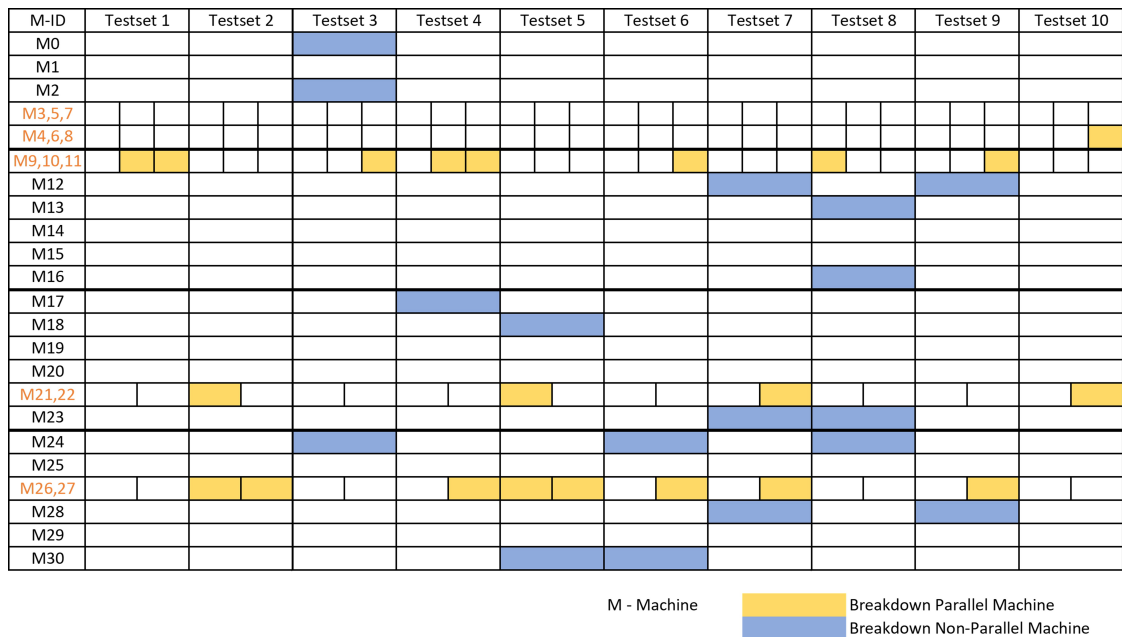 M-ID Testset 1 Testset 2 Testset 3 Testset 4 Testset 5 Testset 6 Testset 7 Testset 8 Testset 9 Testset 10
M0
M1
M2
M3,5,7
M4,6,8
M9,10,11
M12
M13
M14
M15
M16
M17
M18
M19
M20
M21,22
M23
M24
M25
M26,27
M28
M29
M30
M - Machine Breakdown Parallel Machine
Breakdown Non-Parallel Machine